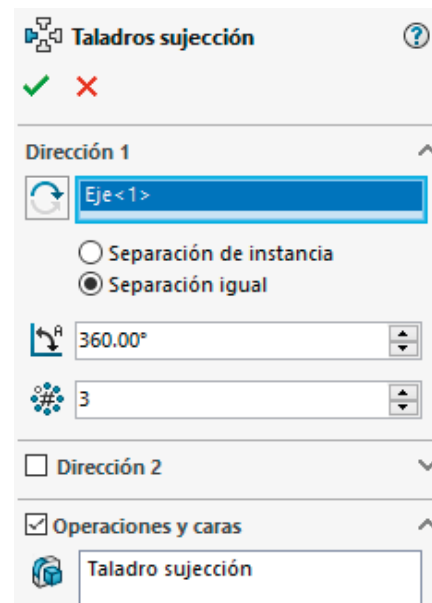 Taladros sujección
Dirección 1
Eje<1>
Separación de instancia
Separación igual
360.00°
3
Dirección 2
Operaciones y caras
Taladro sujección